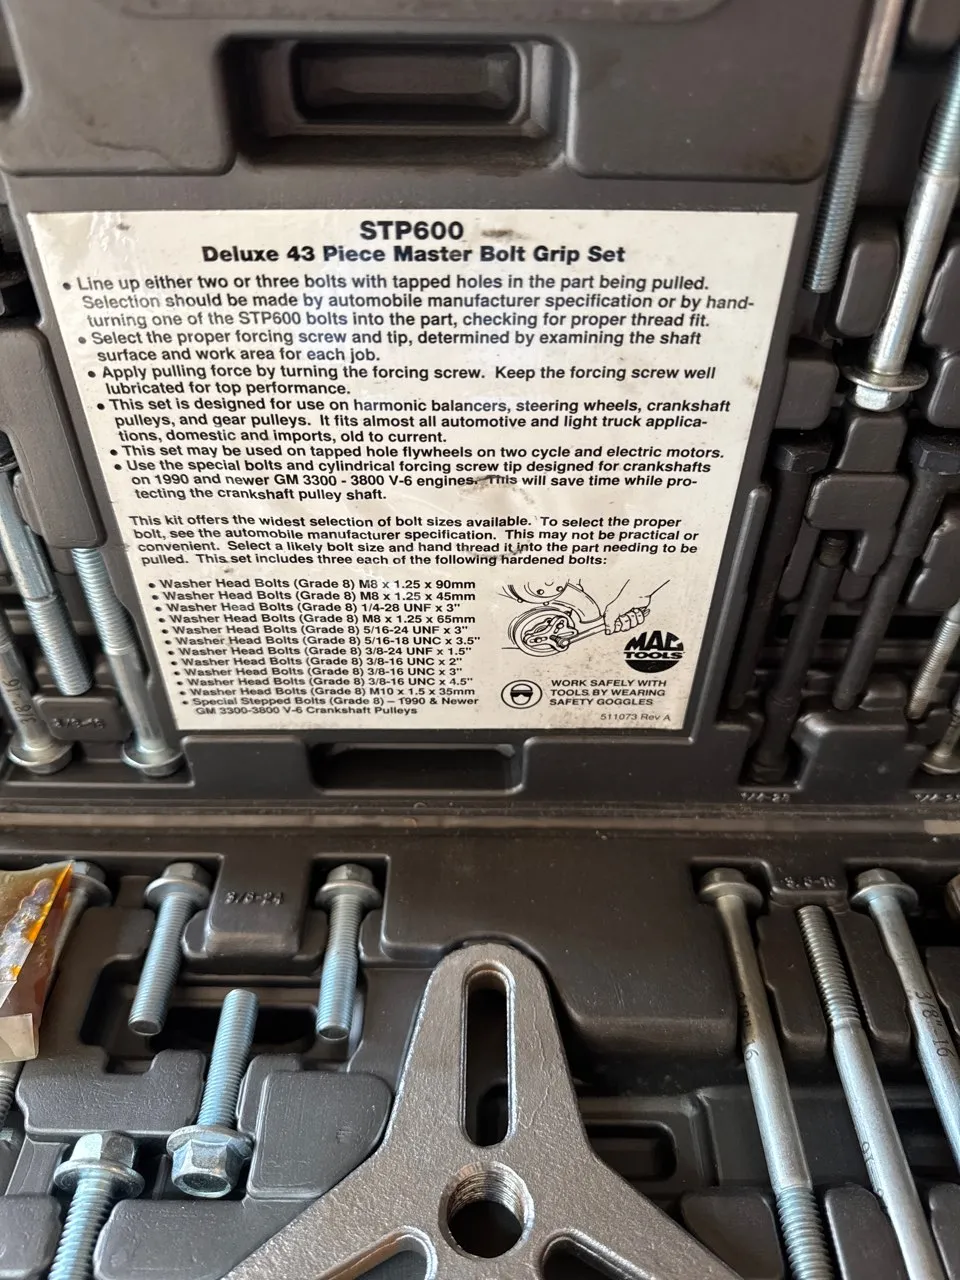 STP600
Deluxe 43 Piece Master Bolt Grip Set
• Line up either two or three bolts with tapped holes in the part being pulled.
Selection should be made by automobile manufacturer specification or by hand-
turning one of the STP600 bolts into the part, checking for proper thread fit.
• Select the proper forcing screw and tip, determined by examining the shaft
surface and work area for each job.
• Apply pulling force by turning the forcing screw. Keep the forcing screw well
lubricated for top performance.
• This set is designed for use on harmonic balancers, steering wheels, crankshaft
pulleys, and gear pulleys. It fits almost all automotive and light truck applica-
tions, domestic and imports, old to current.
• This set may be used on tapped hole flywheels on two cycle and electric motors.
• Use the special bolts and cylindrical forcing screw tip designed for crankshafts
on 1990 and newer GM 3300 - 3800 V-6 engines. This will save time while pro-
tecting the crankshaft pulley shaft.
This kit offers the widest selection of bolt sizes available. To select the proper
bolt, see the automobile manufacturer specification. This may not be practical or
convenient. Select a likely bolt size and hand thread it into the part needing to be
pulled. This set includes three each of the following hardened bolts:
• Washer Head Bolts (Grade 8) M8 x 1.25 x 90mm
• Washer Head Bolts (Grade 8) M8 x 1.25 x 45mm
• Washer Head Bolts (Grade 8) 1/4-28 UNF x 3"
• Washer Head Bolts (Grade 8) M8 x 1.25 x 65mm
• Washer Head Bolts (Grade 8) 5/16-24 UNF x 3"
• Washer Head Bolts (Grade 8) 5/16-18 UNC x 3.5"
• Washer Head Bolts (Grade 8) 3/8-24 UNF x 1.5"
• Washer Head Bolts (Grade 8) 3/8-16 UNC x 2"
• Washer Head Bolts (Grade 8) 3/8-16 UNC x 3"
• Washer Head Bolts (Grade 8) 3/8-16 UNC x 4.5"
• Washer Head Bolts (Grade 8) M10 x 1.5 x 35mm
• Special Stepped Bolts (Grade 8) – 1990 & Newer
GM 3300-3800 V-6 Crankshaft Pulleys
MAC
TOOLS
WORK SAFELY WITH
TOOLS BY WEARING
SAFETY GOGGLES
511073 Rev A
3/8-16
3/8-24
3/8" 16